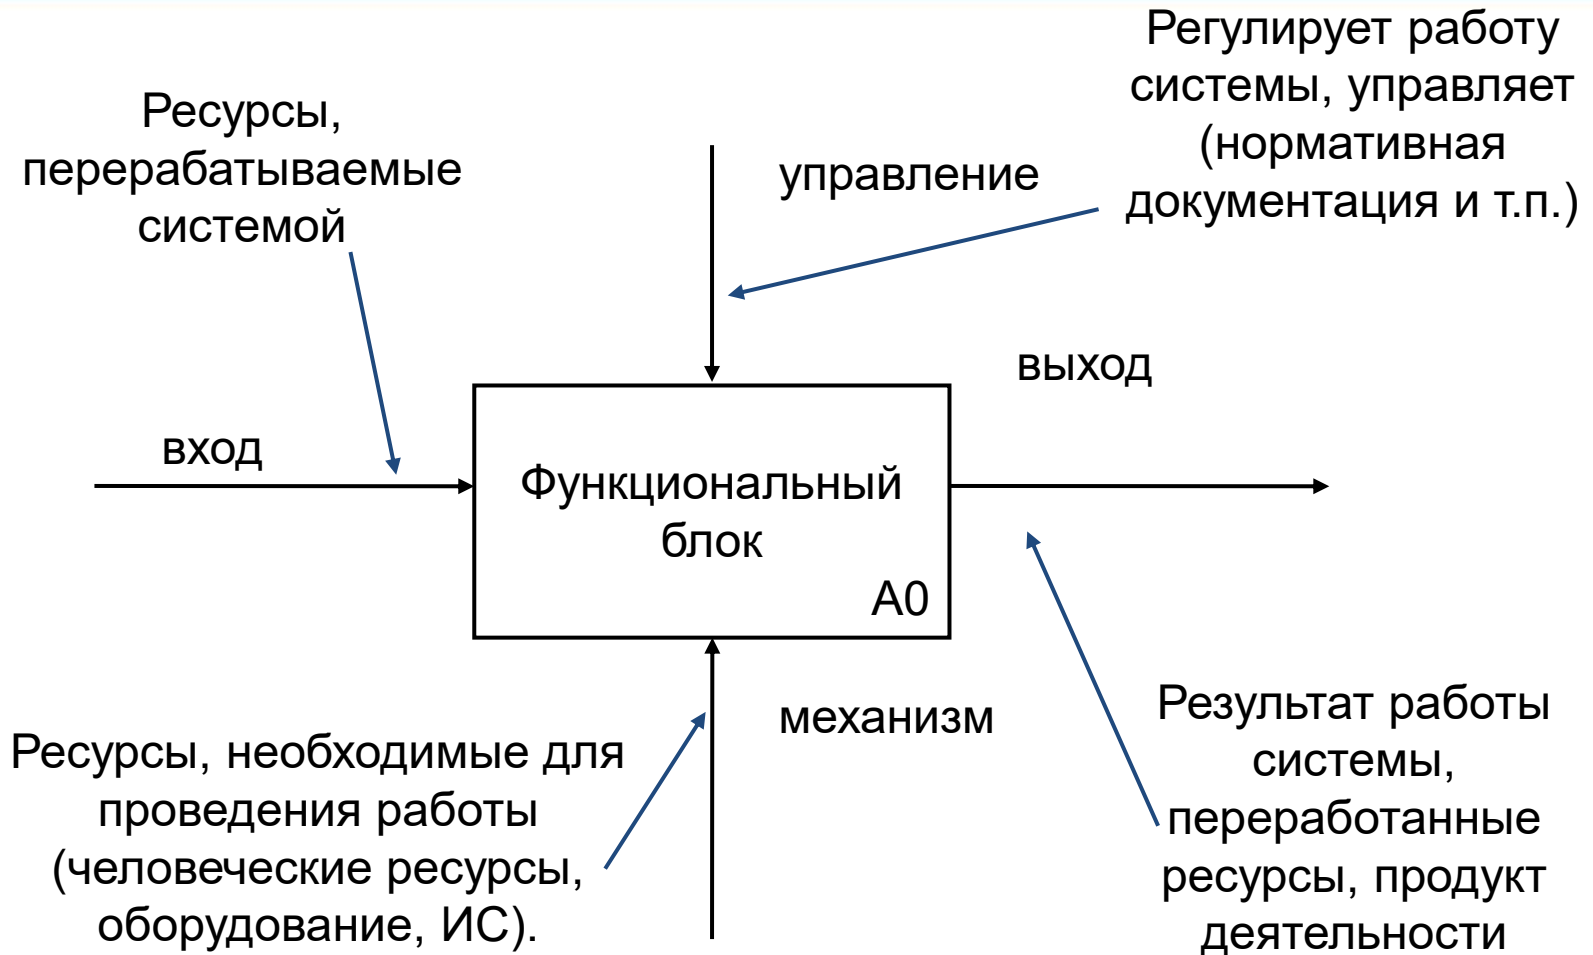 Регулирует работу
системы, управляет
(нормативная
документация и т.п.)
Ресурсы,
перерабатываемые
системой
управление
выход
вход
Функциональный
блок
А0
механизм
Ресурсы, необходимые для
проведения работы
(человеческие ресурсы,
оборудование, ИС).
Результат работы
системы,
переработанные
ресурсы, продукт
деятельности